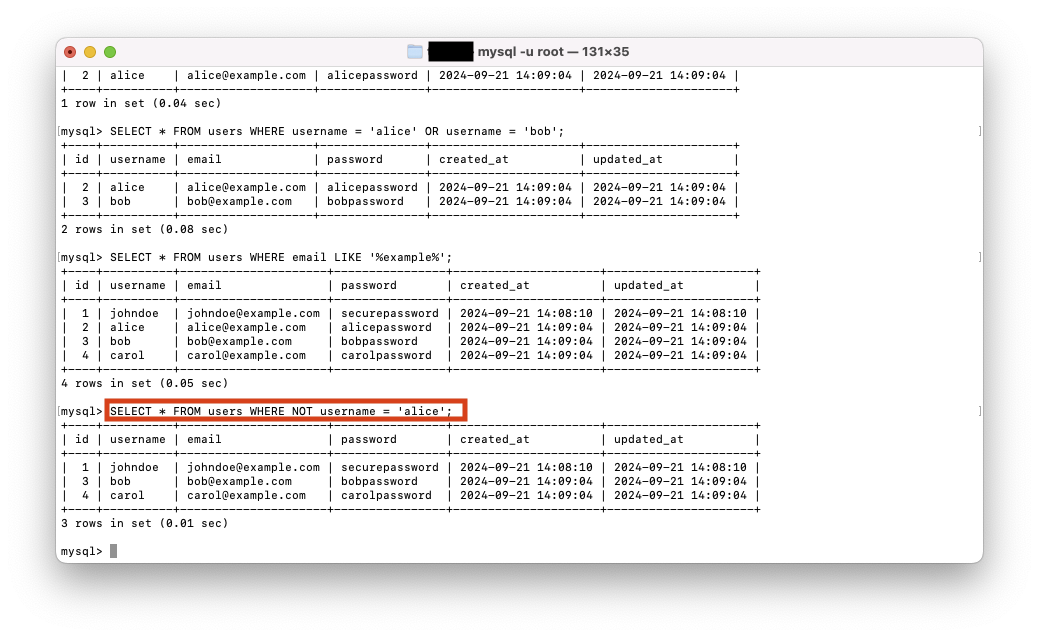 mysql -u root — 131×35
|  2 | alice    | alice@example.com | alicepassword | 2024-09-21 14:09:04 | 2024-09-21 14:09:04 |
+----+----------+-------------------+---------------+---------------------+---------------------+
1 row in set (0.04 sec)
[mysql> SELECT * FROM users WHERE username = 'alice' OR username = 'bob'; ]
+----+----------+-------------------+---------------+---------------------+---------------------+
| id | username | email             | password      | created_at          | updated_at          |
+----+----------+-------------------+---------------+---------------------+---------------------+
|  2 | alice    | alice@example.com | alicepassword | 2024-09-21 14:09:04 | 2024-09-21 14:09:04 |
|  3 | bob      | bob@example.com   | bobpassword   | 2024-09-21 14:09:04 | 2024-09-21 14:09:04 |
+----+----------+-------------------+---------------+---------------------+---------------------+
2 rows in set (0.08 sec)
[mysql> SELECT * FROM users WHERE email LIKE '%example%'; ]
+----+----------+---------------------+----------------+---------------------+---------------------+
| id | username | email               | password       | created_at          | updated_at          |
+----+----------+---------------------+----------------+---------------------+---------------------+
|  1 | johndoe  | johndoe@example.com | securepassword | 2024-09-21 14:08:10 | 2024-09-21 14:08:10 |
|  2 | alice    | alice@example.com   | alicepassword  | 2024-09-21 14:09:04 | 2024-09-21 14:09:04 |
|  3 | bob      | bob@example.com     | bobpassword    | 2024-09-21 14:09:04 | 2024-09-21 14:09:04 |
|  4 | carol    | carol@example.com   | carolpassword  | 2024-09-21 14:09:04 | 2024-09-21 14:09:04 |
+----+----------+---------------------+----------------+---------------------+---------------------+
4 rows in set (0.05 sec)
[mysql> SELECT * FROM users WHERE NOT username = 'alice'; ]
+----+----------+---------------------+----------------+---------------------+---------------------+
| id | username | email               | password       | created_at          | updated_at          |
+----+----------+---------------------+----------------+---------------------+---------------------+
|  1 | johndoe  | johndoe@example.com | securepassword | 2024-09-21 14:08:10 | 2024-09-21 14:08:10 |
|  3 | bob      | bob@example.com     | bobpassword    | 2024-09-21 14:09:04 | 2024-09-21 14:09:04 |
|  4 | carol    | carol@example.com   | carolpassword  | 2024-09-21 14:09:04 | 2024-09-21 14:09:04 |
+----+----------+---------------------+----------------+---------------------+---------------------+
3 rows in set (0.01 sec)
mysql>